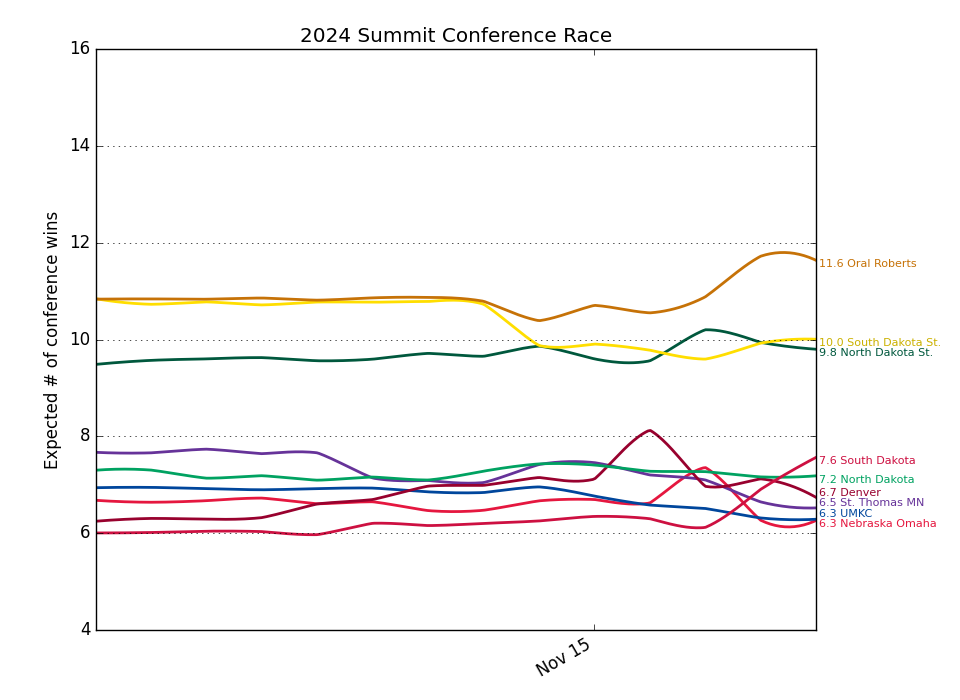 2024 Summit Conference Race
Expected # of conference wins
16
14
12
10
8
6
4
Nov 15
11.6 Oral Roberts
10.0 South Dakota St.
9.8 North Dakota St.
7.6 South Dakota
7.2 North Dakota
6.7 Denver
6.5 St. Thomas MN
6.3 UMKC
6.3 Nebraska Omaha